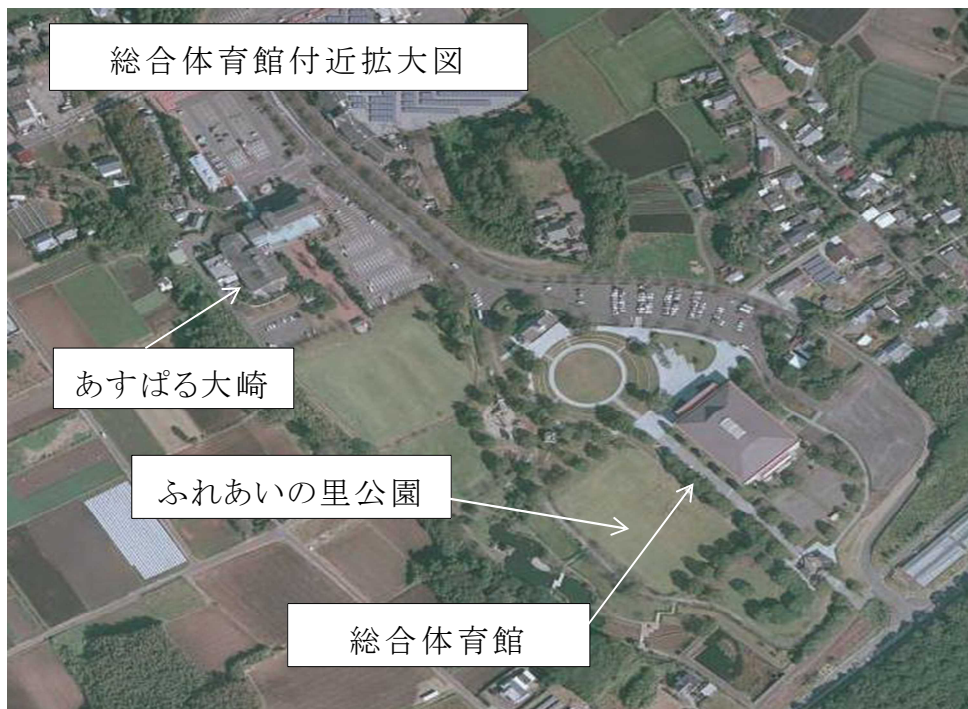 総合体育館付近拡大図
あすぱる大崎
ふれあいの里公園
総合体育館